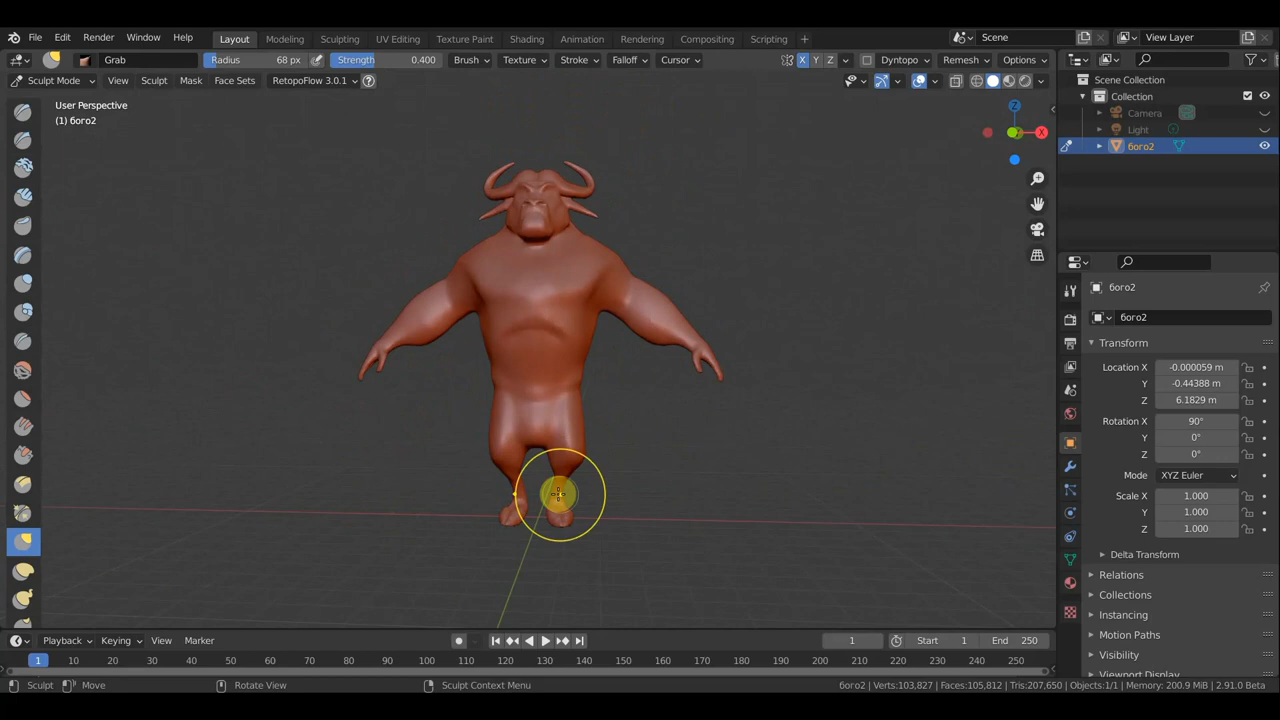 File Edit Render Window Help Layout Modeling Sculpting UV Editing Texture Paint Shading Animation Rendering Compositing Scripting + Scene View Layer
Grab Radius 68 px Strength 0.400 Brush Texture Stroke Falloff Cursor X Y Z Dyntopo Remesh Options
Sculpt Mode View Sculpt Mask Face Sets RetopoFlow 3.0.1 ?
User Perspective
(1) 6oro2
Z
X
Scene Collection
Collection
Camera
Light
6oro2
6oro2
6oro2
Transform
Location X -0.000059 m
Y -0.44388 m
Z 6.1829 m
Rotation X 90°
Y 0°
Z 0°
Mode XYZ Euler
Scale X 1.000
Y 1.000
Z 1.000
Delta Transform
Relations
Collections
Instancing
Motion Paths
Visibility
Viewport Display
Playback Keying View Marker 1 Start 1 End 250
1 10 20 30 40 50 60 70 80 90 100 110 120 130 140 150 160 170 180 190 200 210 220 230 240 250
Sculpt Move Rotate View Sculpt Context Menu 6oro2 | Verts:103,827 | Faces:105,812 | Tris:207,650 | Objects:1/1 | Memory: 200.9 MiB | 2.91.0 Beta